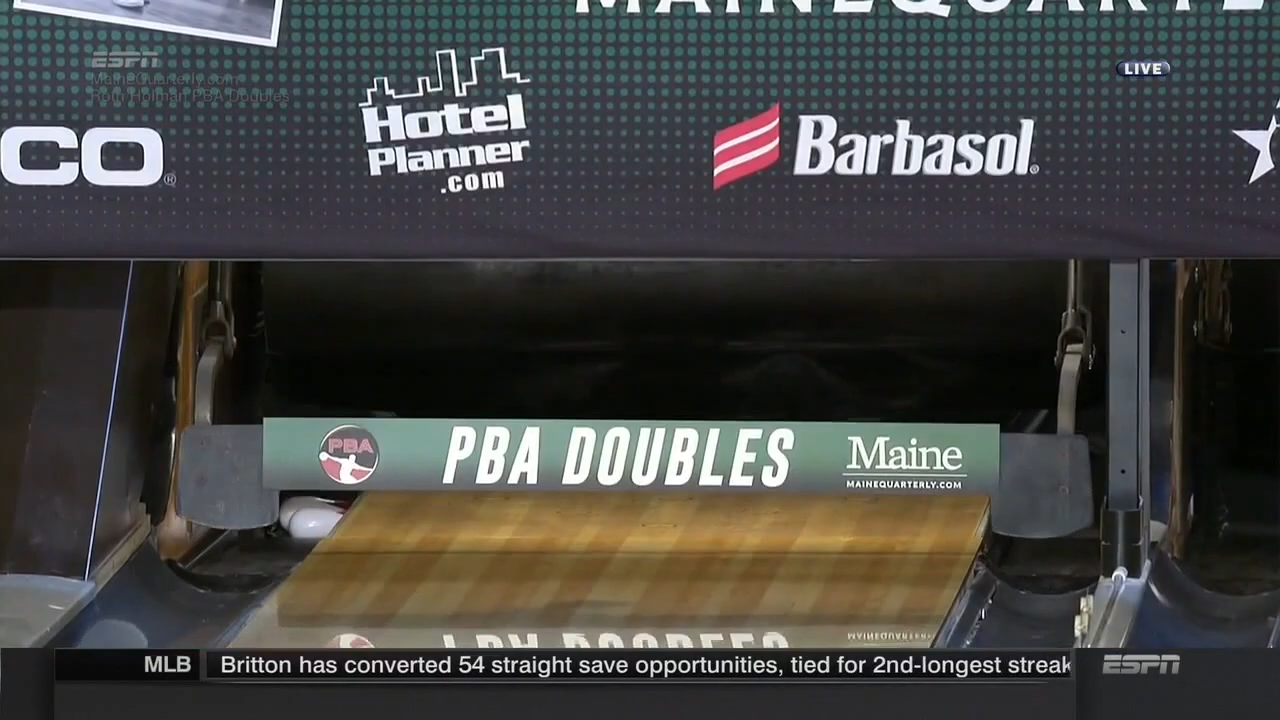 MAINEQUARTE
ESPN
MaineQuarterly.com
Roth Holman PBA Doubles
LIVE
CO®
Hotel
Planner
.com
Barbasol®
PBA
PBA DOUBLES
Maine
MAINEQUARTERLY.COM
MLB
Britton has converted 54 straight save opportunities, tied for 2nd-longest streak
ESPN